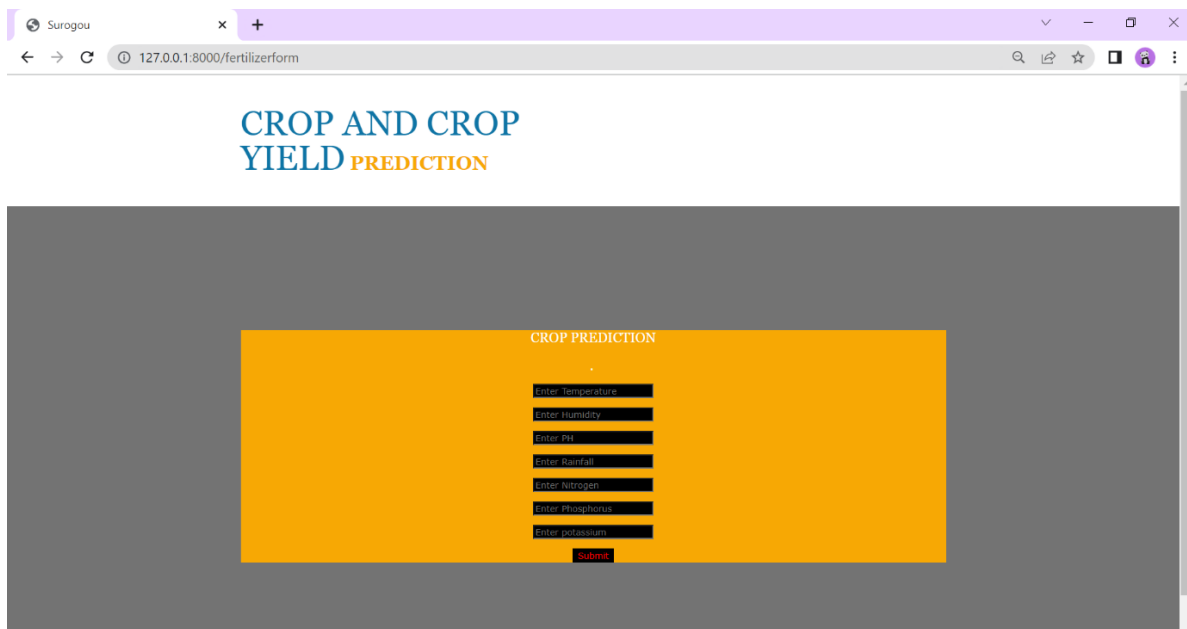 Surogou
127.0.0.1:8000/fertilizerform
CROP AND CROP
YIELD PREDICTION
CROP PREDICTION
.
Enter Temperature
Enter Humidity
Enter PH
Enter Rainfall
Enter Nitrogen
Enter Phosphorus
Enter potassium
Submit